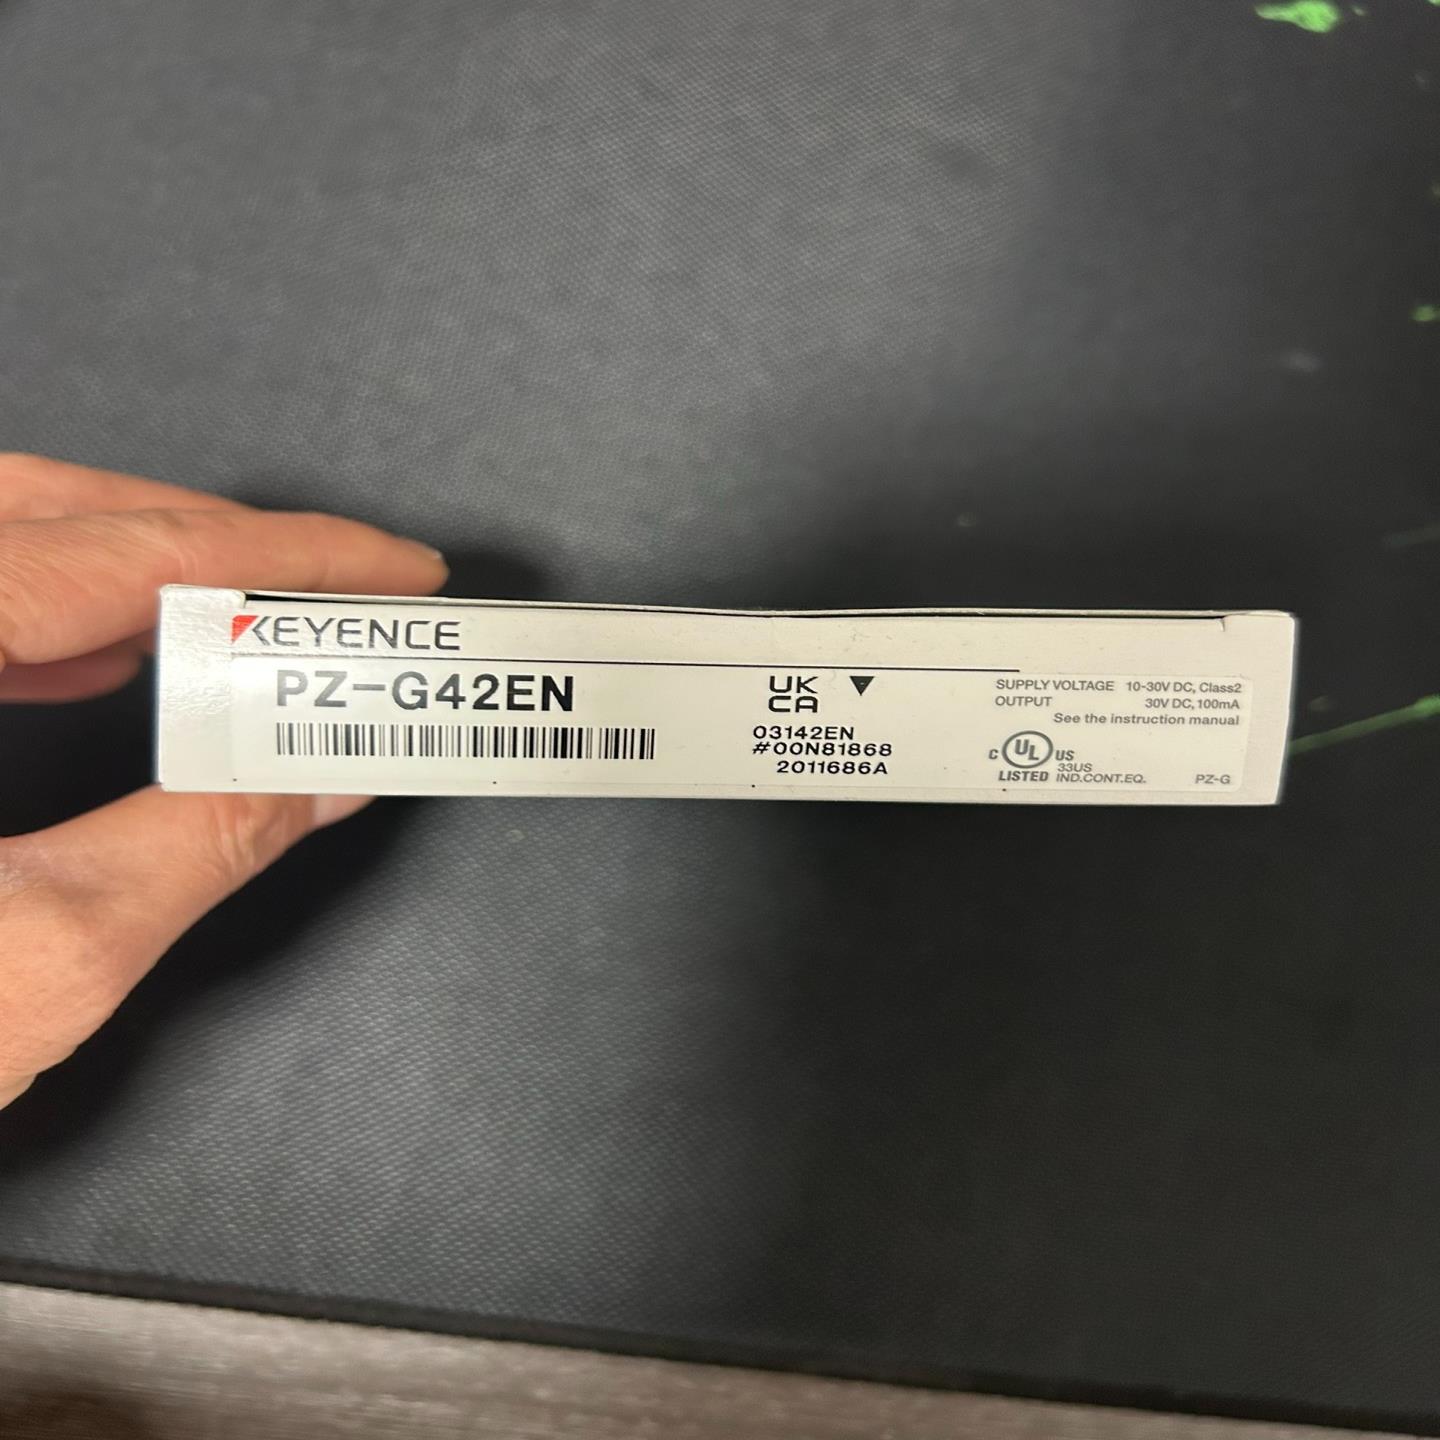 KEYENCE
PZ-G42EN
UK
CA
03142EN
#00N81868
2011686A
SUPPLY VOLTAGE 10-30V DC, Class2
OUTPUT 30V DC, 100mA
See the instruction manual
C UL US
33US
LISTED IND.CONT.EQ. PZ-G